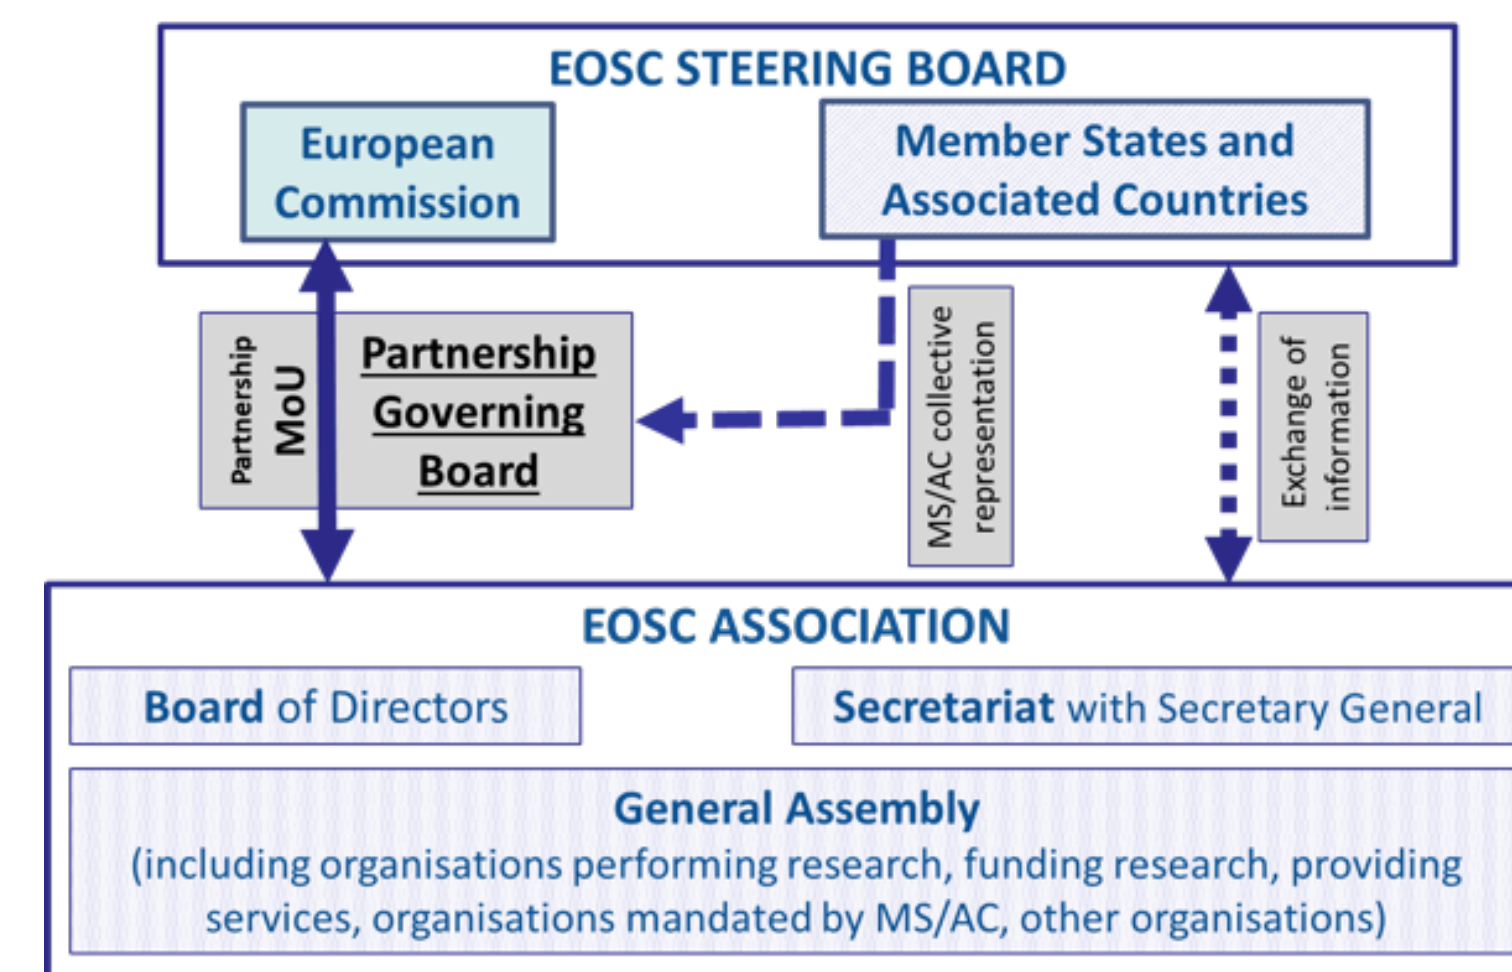 EOSC STEERING BOARD
European
Commission
Member States and
Associated Countries
Partnership
MoU
Partnership
Governing
Board
MS/AC collective
representation
Exchange of
information
EOSC ASSOCIATION
Board of Directors
Secretariat with Secretary General
General Assembly
(including organisations performing research, funding research, providing
services, organisations mandated by MS/AC, other organisations)